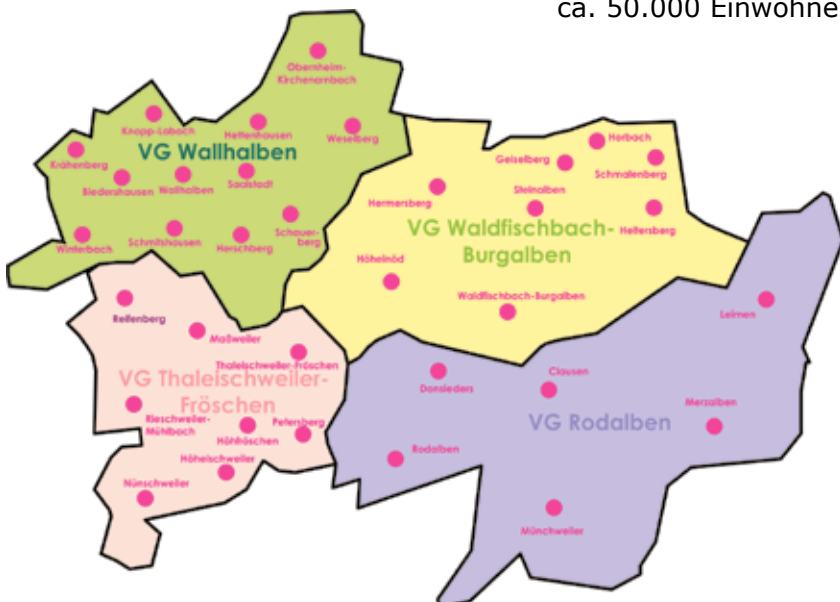 ca. 50.000 Einwohne
Obernheim-
Kirchenarnbach
Knopp-Labach
Hettenhausen
Weselberg
VG Wallhalben
Krähenberg
Biedershausen
Wallhalben
Saalstadt
Winterbach
Schmitshausen
Herschberg
Schauer-
berg
Horbach
Geiselberg
Schmalenberg
Hermersberg
Steinalben
Heltersberg
VG Waldfischbach-
Burgalben
Höheinöd
Waldfischbach-Burgalben
Reifenberg
Maßweiler
Thaleischweiler-Fröschen
VG Thaleischweiler-
Fröschen
Rieschweiler-
Mühlbach
Höhfröschen
Petersberg
Höheischweiler
Nünschweiler
Leimen
Donsieders
Clausen
Merzalben
VG Rodalben
Rodalben
Münchweiler